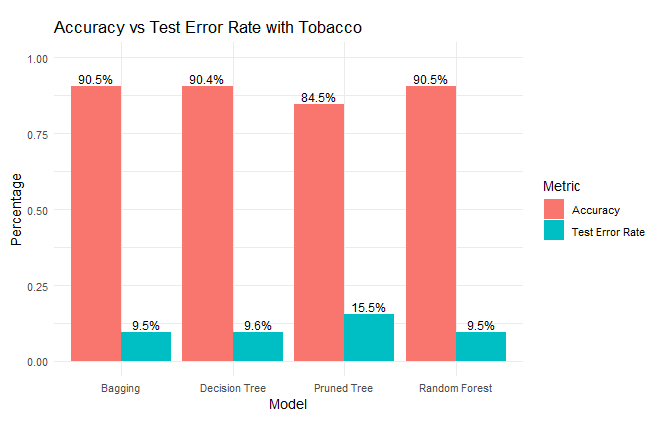 Accuracy vs Test Error Rate with Tobacco
Percentage
1.00
0.75
0.50
0.25
0.00
90.5%
9.5%
90.4%
9.6%
84.5%
15.5%
90.5%
9.5%
Bagging
Decision Tree
Pruned Tree
Random Forest
Model
Metric
Accuracy
Test Error Rate